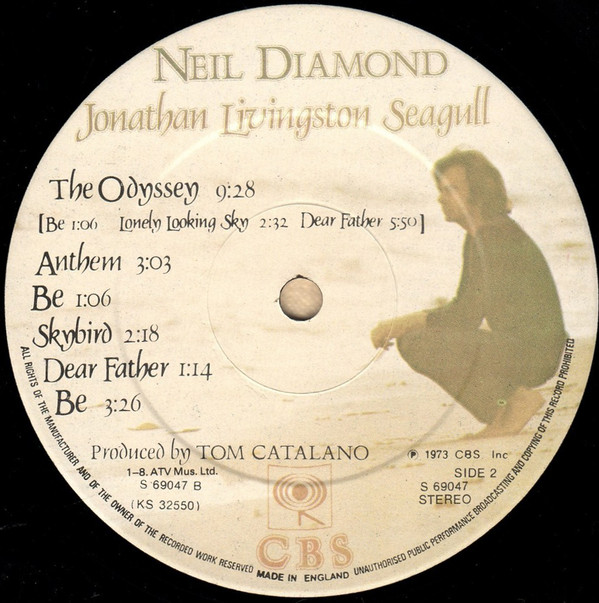 NEIL DIAMOND
Jonathan Livingston Seagull
The Odyssey 9:28
[Be 1:06 Lonely Looking Sky 2:32 Dear Father 5:50]
Anthem 3:03
Be 1:06
Skybird 2:18
Dear Father 1:14
Be 3:26
Produced by TOM CATALANO
℗ 1973 CBS Inc
1-8. ATV Mus. Ltd.
SIDE 2
S 69047 B
S 69047
(KS 32550)
STEREO
CBS
ALL RIGHTS OF THE MANUFACTURER AND OF THE OWNER OF THE RECORDED WORK RESERVED
MADE IN ENGLAND
UNAUTHORISED PUBLIC PERFORMANCE BROADCASTING AND COPYING OF THIS RECORD PROHIBITED